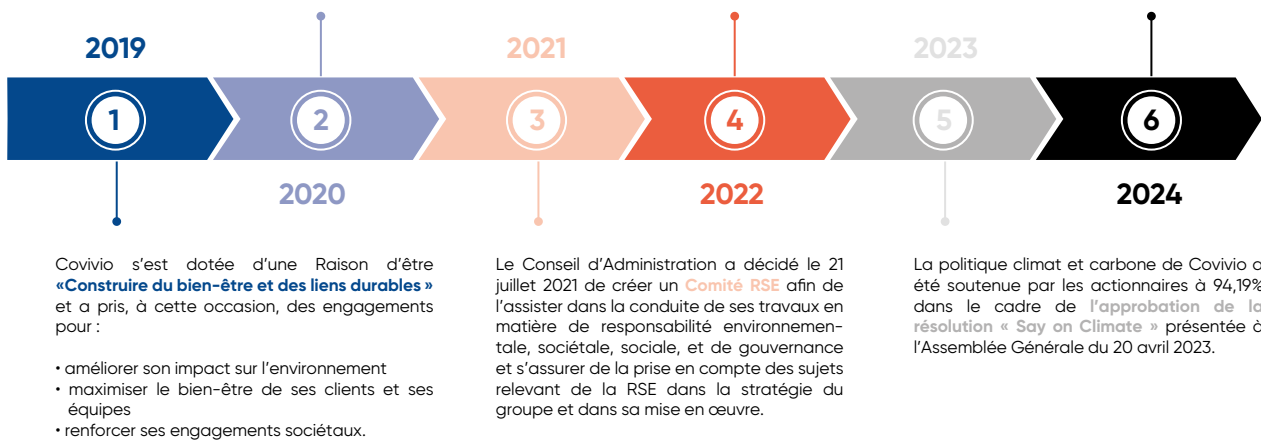 2019
2021
2023
1
2
3
4
5
6
2020
2022
2024
Covivio s'est dotée d'une Raison d'être
«Construire du bien-être et des liens durables »
et a pris, à cette occasion, des engagements
pour :
• améliorer son impact sur l'environnement
• maximiser le bien-être de ses clients et ses
équipes
• renforcer ses engagements sociétaux.
Le Conseil d'Administration a décidé le 21
juillet 2021 de créer un Comité RSE afin de
l'assister dans la conduite de ses travaux en
matière de responsabilité environnemen-
tale, sociétale, sociale, et de gouvernance
et s'assurer de la prise en compte des sujets
relevant de la RSE dans la stratégie du
groupe et dans sa mise en œuvre.
La politique climat et carbone de Covivio a
été soutenue par les actionnaires à 94,19%
dans le cadre de l'approbation de la
résolution « Say on Climate » présentée à
l'Assemblée Générale du 20 avril 2023.